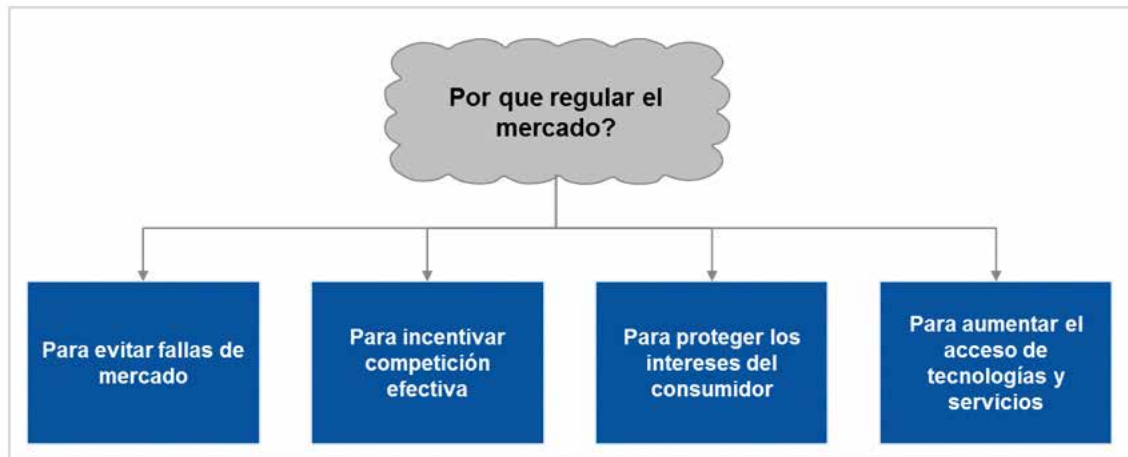 Por que regular el
mercado?
Para evitar fallas de
mercado
Para incentivar
competición
efectiva
Para proteger los
intereses del
consumidor
Para aumentar el
acceso de
tecnologías y
servicios